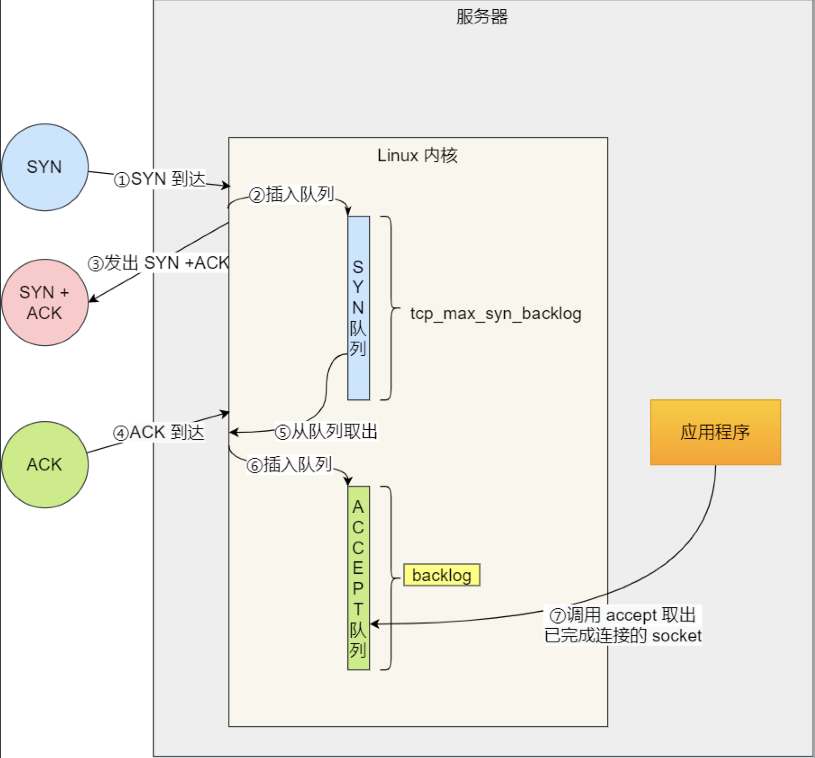 服务器
Linux 内核
SYN
①SYN 到达
②插入队列
③发出 SYN +ACK
SYN +
ACK
S
Y
N
队
列
tcp_max_syn_backlog
④ACK 到达
⑤从队列取出
ACK
⑥插入队列
应用程序
A
C
C
E
P
T
队
列
backlog
⑦调用 accept 取出
已完成连接的 socket